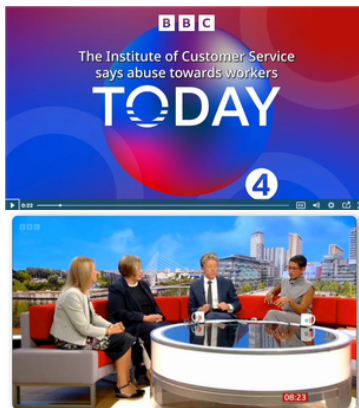 BBC
The Institute of Customer Service
says abuse towards workers
TODAY
4
0:22
BBC
08:23